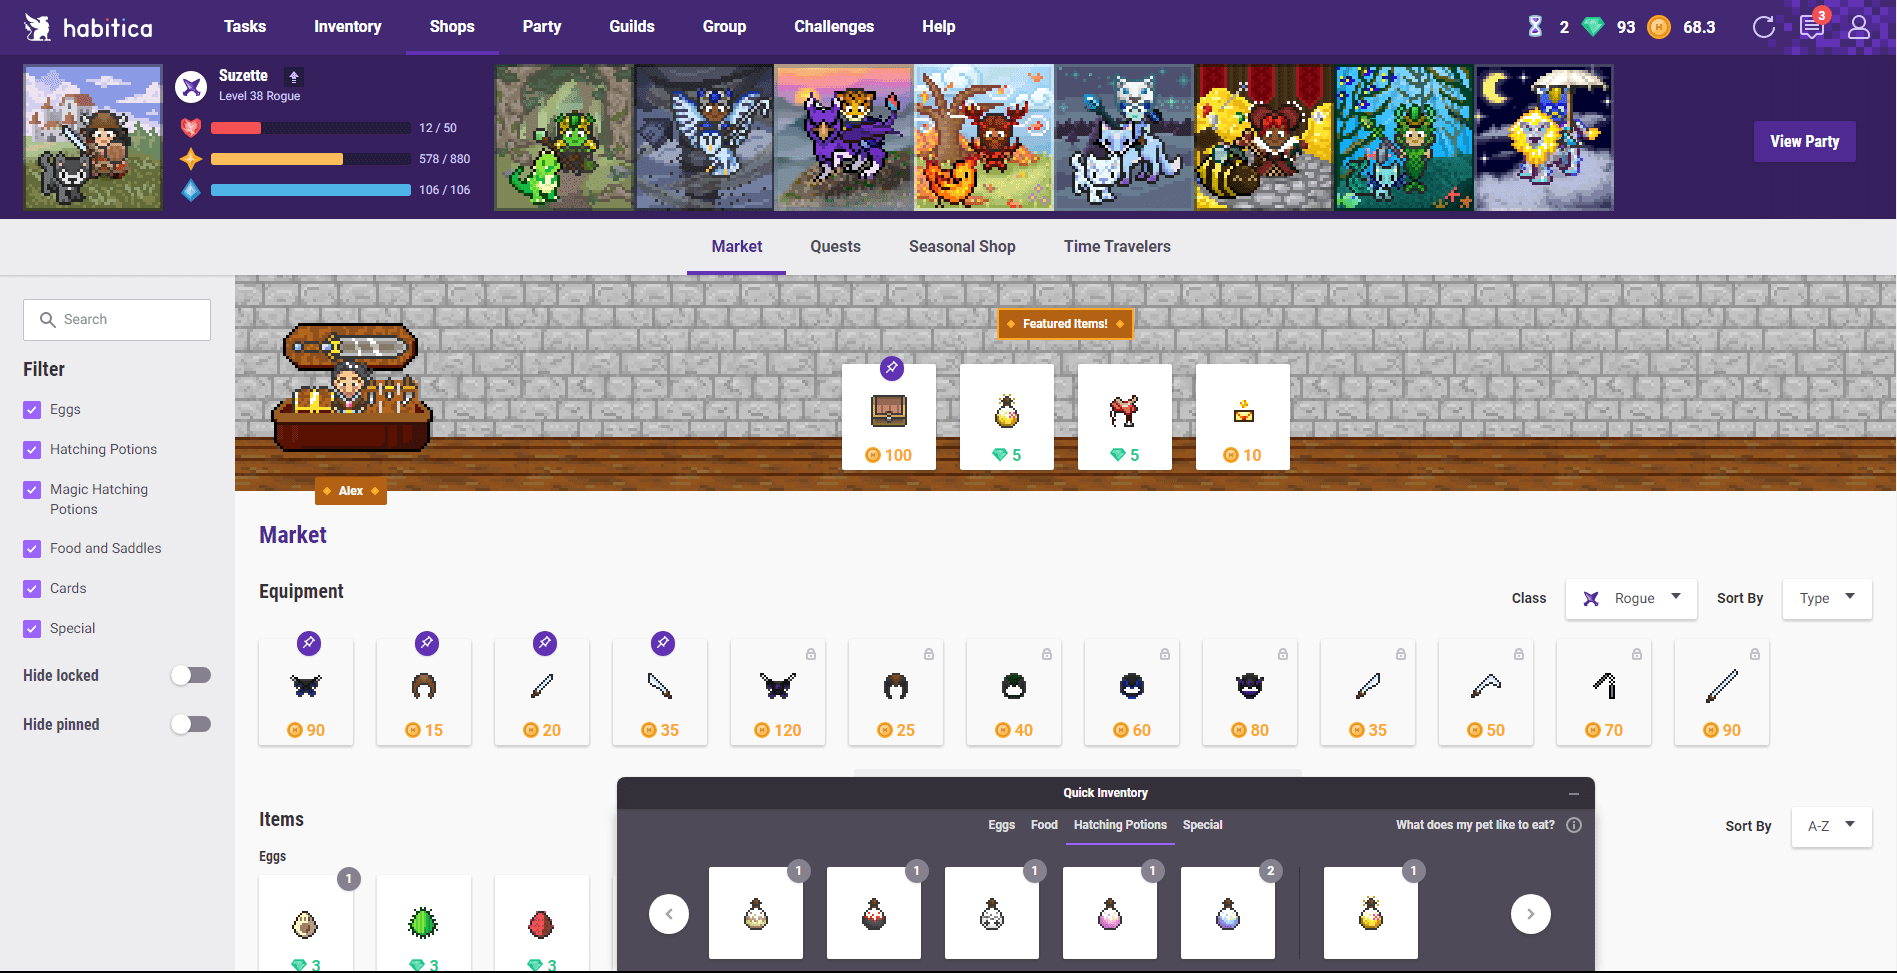 habitica
Tasks
Inventory
Shops
Party
Guilds
Group
Challenges
Help
2
93
68.3
3
Suzette
Level 38 Rogue
12 / 50
578 / 880
106 / 106
View Party
Market
Quests
Seasonal Shop
Time Travelers
Search
Filter
Eggs
Hatching Potions
Magic Hatching
Potions
Food and Saddles
Cards
Special
Hide locked
Hide pinned
Featured Items!
100
5
5
10
Alex
Market
Equipment
Class
Rogue
Sort By
Type
90
15
20
35
120
25
40
60
80
35
50
70
90
Items
Sort By
A-Z
Eggs
1
3
3
3
Quick Inventory
Eggs
Food
Hatching Potions
Special
What does my pet like to eat?
1
1
1
1
2
1